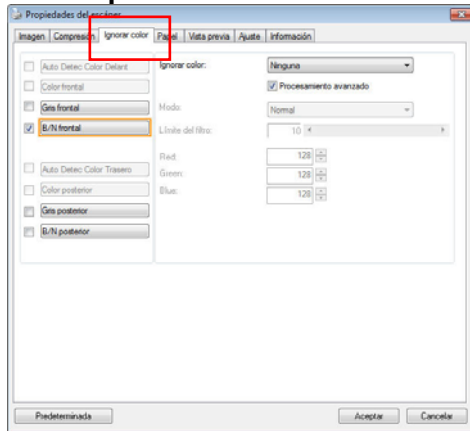 Propiedades del escáner
Imagen Compresión Ignorar color Papel Vista previa Ajuste Información
Auto Detec Color Delant
Color frontal
Gris frontal
B/N frontal
Auto Detec Color Trasero
Color posterior
Gris posterior
B/N posterior
Ignorar color: Ninguna
Procesamiento avanzado
Modo: Normal
Límite del filtro: 10
Red: 128
Green: 128
Blue: 128
Predeterminada Aceptar Cancelar